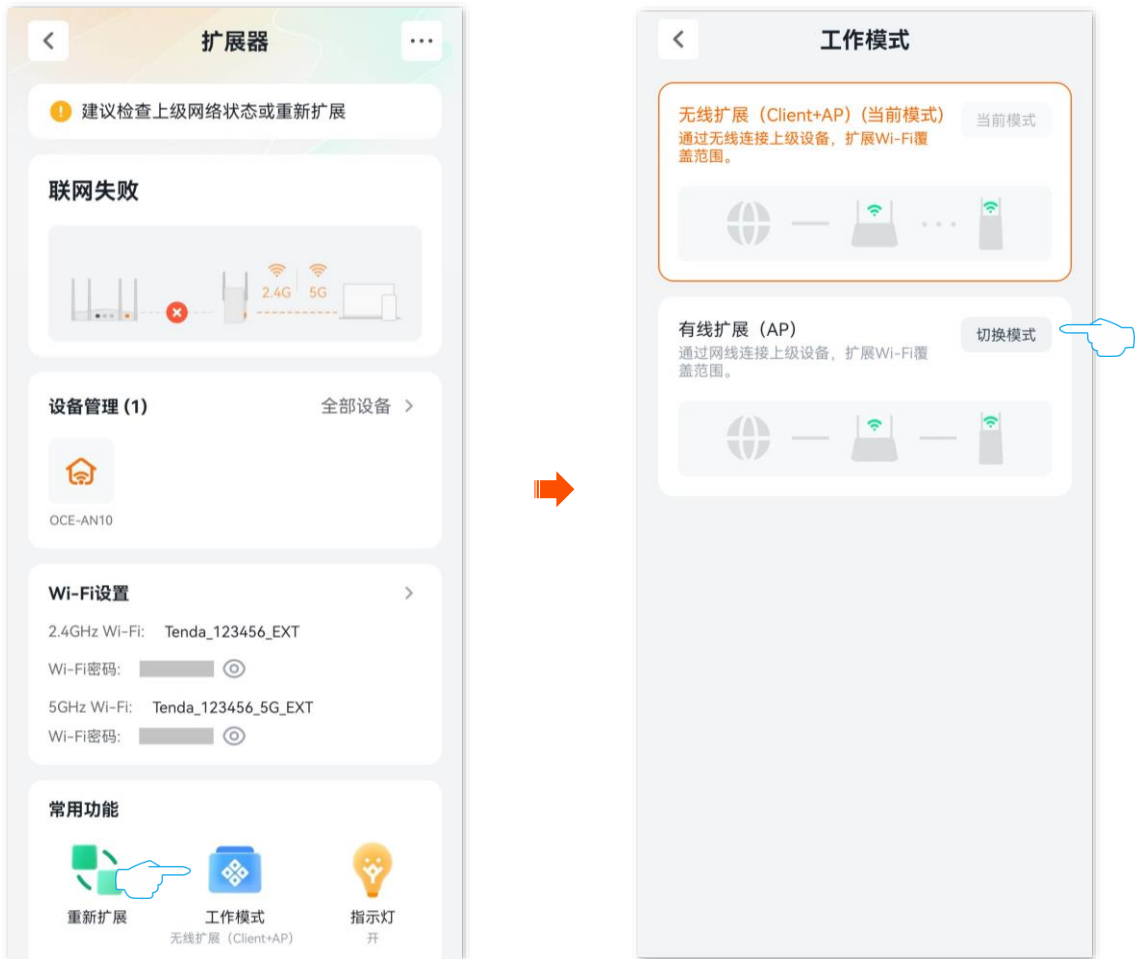 扩展器
建议检查上级网络状态或重新扩展
联网失败
2.4G
5G
设备管理 (1)
全部设备
OCE-AN10
Wi-Fi设置
2.4GHz Wi-Fi: Tenda_123456_EXT
Wi-Fi密码:
5GHz Wi-Fi: Tenda_123456_5G_EXT
Wi-Fi密码:
常用功能
重新扩展
工作模式
无线扩展（Client+AP）
指示灯
开
工作模式
无线扩展（Client+AP）(当前模式)
当前模式
通过无线连接上级设备，扩展Wi-Fi覆
盖范围。
有线扩展（AP）
切换模式
通过网线连接上级设备，扩展Wi-Fi覆
盖范围。